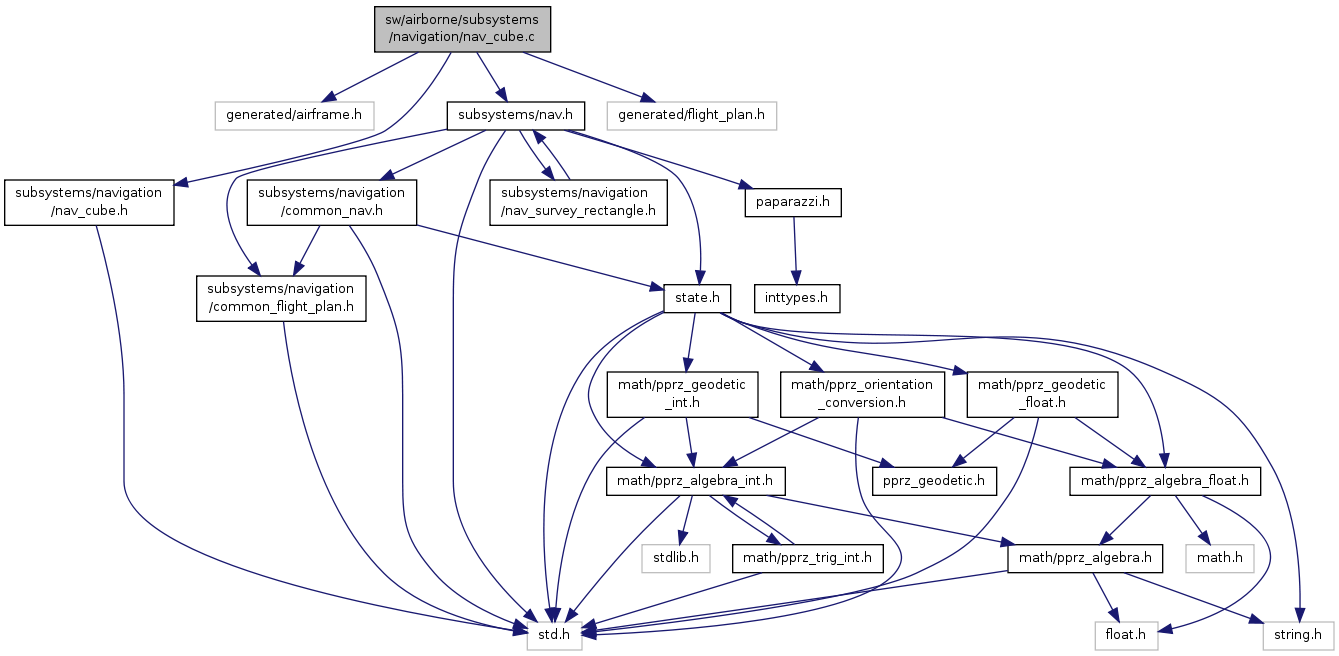 sw/airborne/subsystems
/navigation/nav_cube.c
generated/airframe.h
subsystems/nav.h
generated/flight_plan.h
subsystems/navigation
/nav_cube.h
subsystems/navigation
/common_nav.h
subsystems/navigation
/nav_survey_rectangle.h
paparazzi.h
subsystems/navigation
/common_flight_plan.h
state.h
inttypes.h
math/pprz_geodetic
_int.h
math/pprz_orientation
_conversion.h
math/pprz_geodetic
_float.h
math/pprz_algebra_int.h
pprz_geodetic.h
math/pprz_algebra_float.h
stdlib.h
math/pprz_trig_int.h
math/pprz_algebra.h
math.h
std.h
float.h
string.h